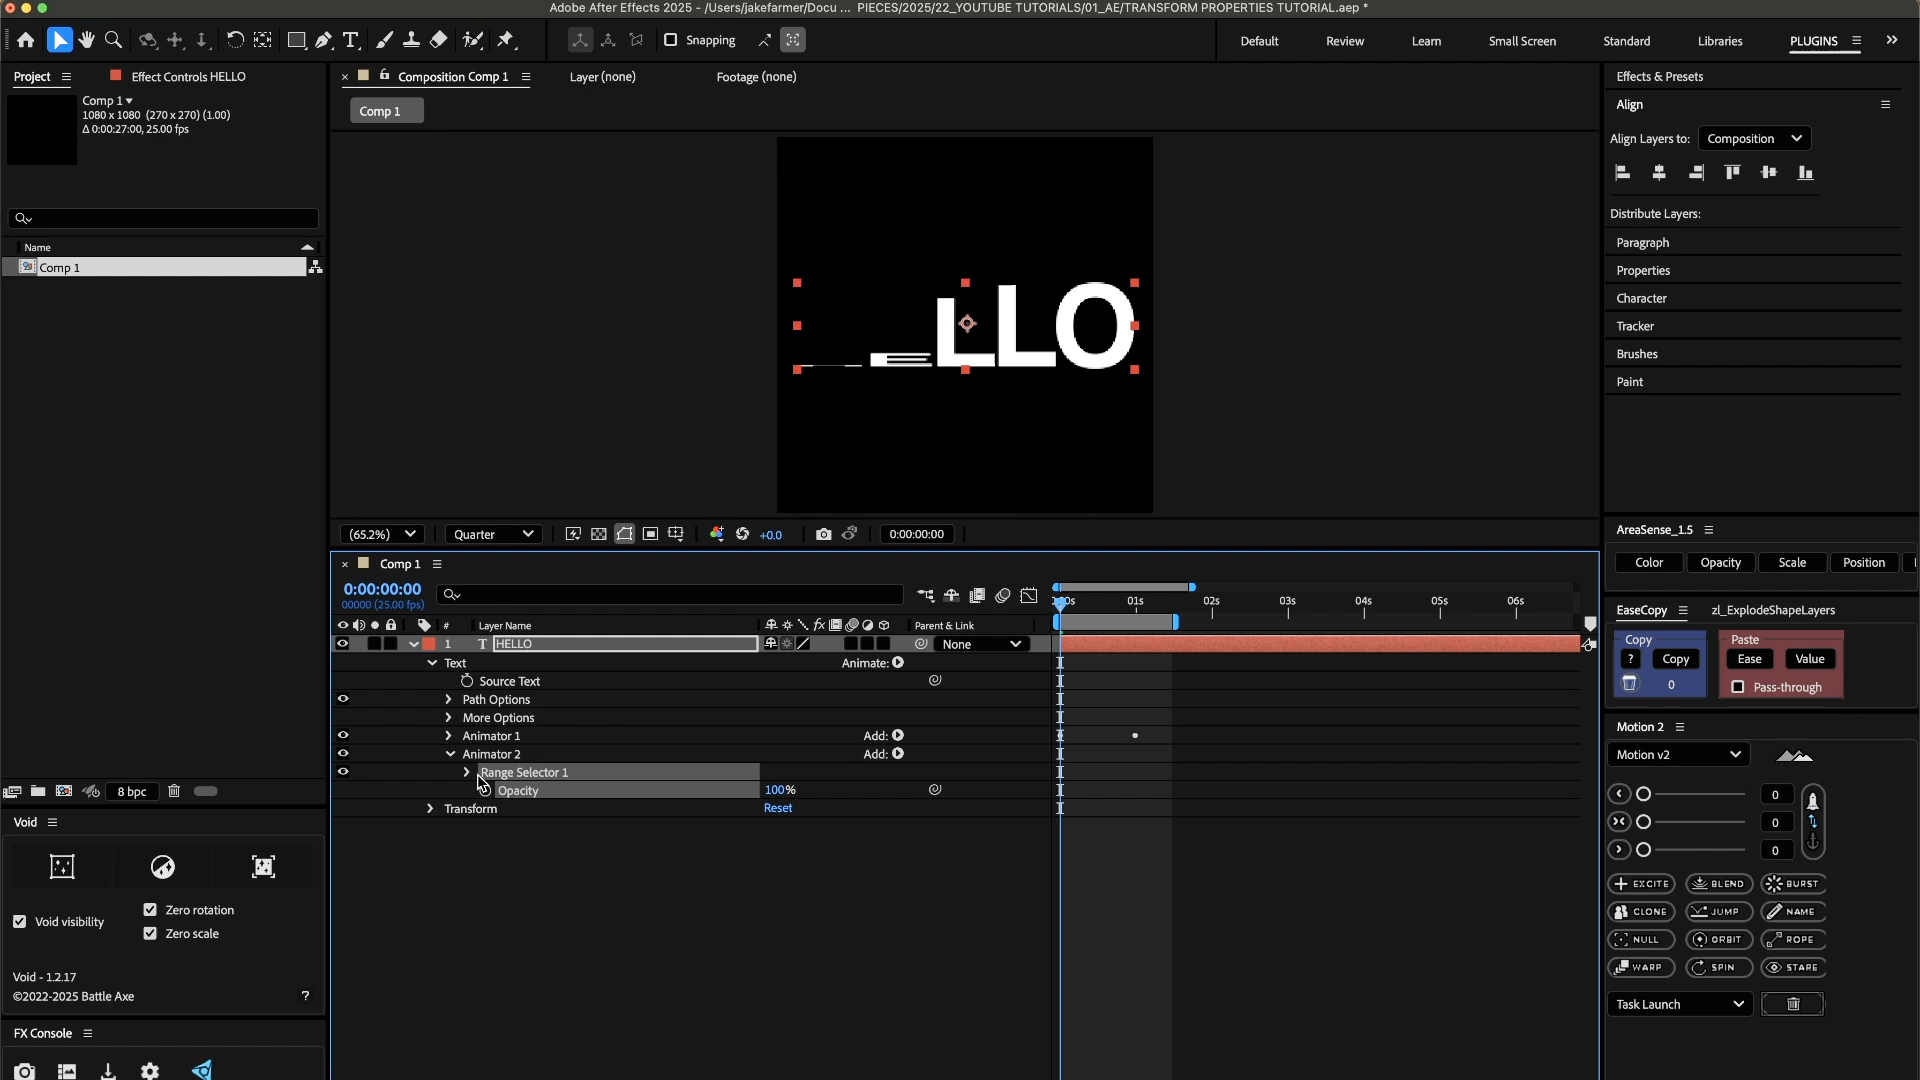 Adobe After Effects 2025 - /Users/jakefarmer/Docu ... PIECES/2025/22_YOUTUBE TUTORIALS/01_AE/TRANSFORM PROPERTIES TUTORIAL.aep *
Snapping
Default Review Learn Small Screen Standard Libraries PLUGINS
Project Effect Controls HELLO
Composition Comp 1 Layer (none) Footage (none)
Comp 1
1080 x 1080 (270 x 270) (1.00)
Δ 0:00:27:00, 25.00 fps
Comp 1
Name
Comp 1
8 bpc
LLO
(65.2%) Quarter +0.0 0:00:00:00
Effects & Presets
Align
Align Layers to: Composition
Distribute Layers:
Paragraph
Properties
Character
Tracker
Brushes
Paint
AreaSense_1.5
Color Opacity Scale Position
EaseCopy zl_ExplodeShapeLayers
Copy Paste
? Copy Ease Value
0 Pass-through
Motion 2
Motion v2
0
0
0
EXCITE BLEND BURST
CLONE JUMP NAME
NULL ORBIT ROPE
WARP SPIN STARE
Task Launch
Comp 1
0:00:00:00
00000 (25.00 fps)
01s 02s 03s 04s 05s 06s
# Layer Name Parent & Link
1 T HELLO None
Text Animate:
Source Text
Path Options
More Options
Animator 1 Add:
Animator 2 Add:
Range Selector 1
Opacity 100%
Transform Reset
Void
Void visibility
Zero rotation
Zero scale
Void - 1.2.17
©2022-2025 Battle Axe ?
FX Console